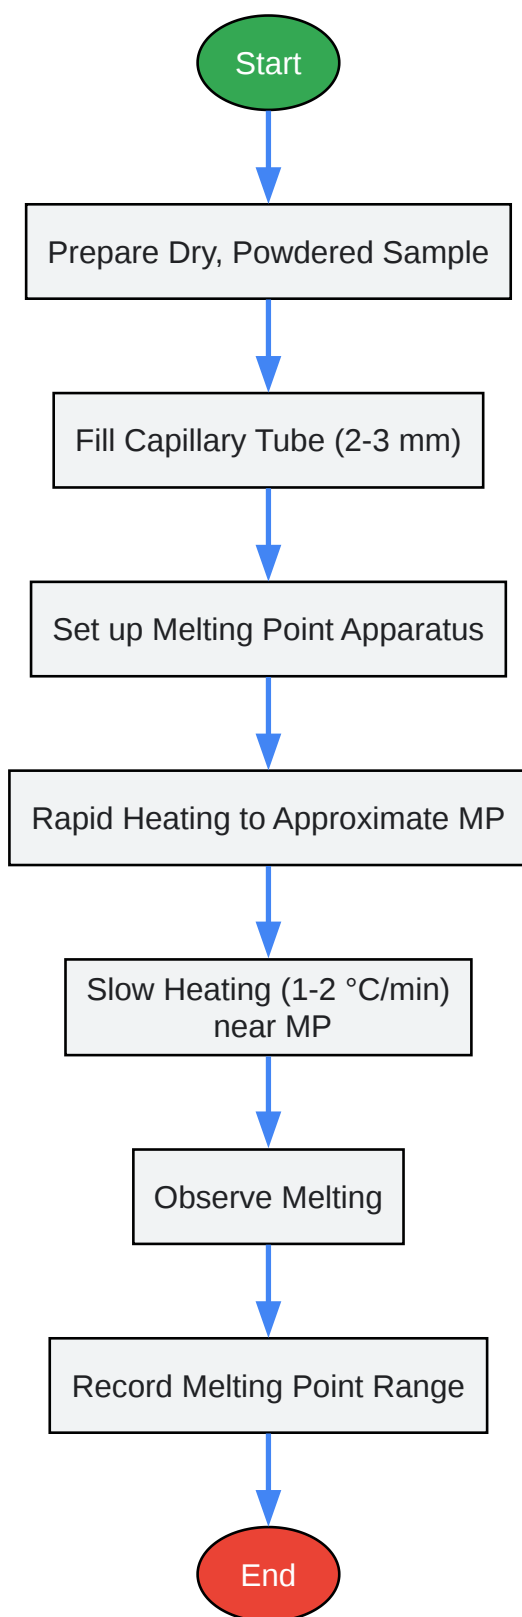 Start
Prepare Dry, Powdered Sample
Fill Capillary Tube (2-3 mm)
Set up Melting Point Apparatus
Rapid Heating to Approximate MP
Slow Heating (1-2 °C/min)
near MP
Observe Melting
Record Melting Point Range
End